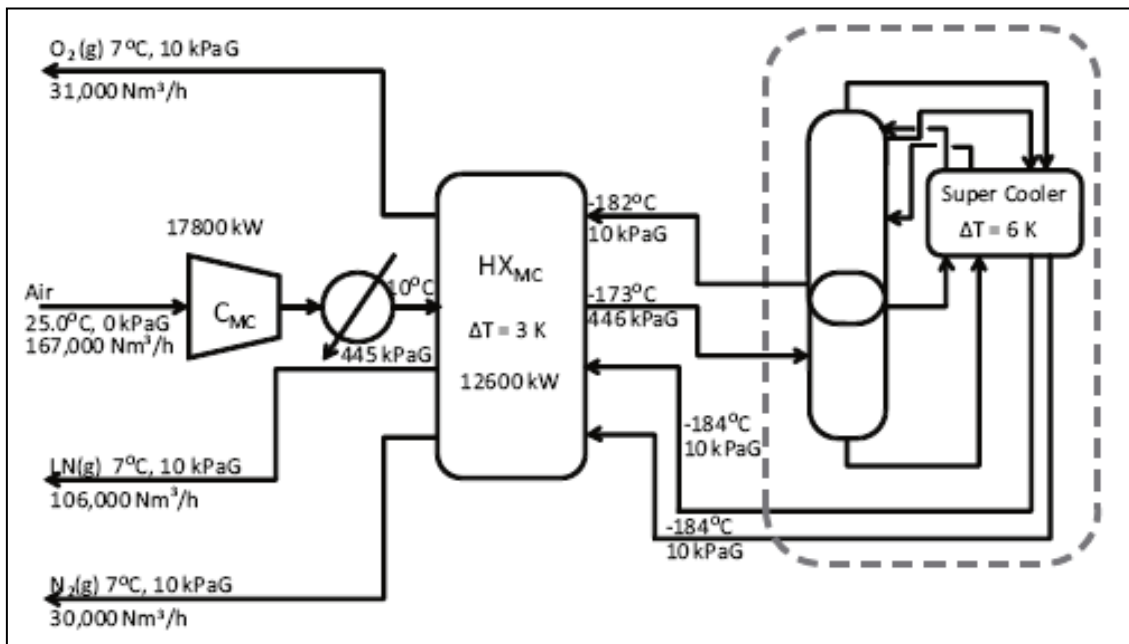 O₂(g) 7°C, 10 kPaG
31,000 Nm³/h
17800 kW
Air
25.0°C, 0 kPaG
167,000 Nm³/h
C_MC
10°C
445 kPaG
HX_MC
ΔT = 3 K
12600 kW
-182°C
10 kPaG
-173°C
446 kPaG
-184°C
10 kPaG
-184°C
10 kPaG
Super Cooler
ΔT = 6 K
LN(g) 7°C, 10 kPaG
106,000 Nm³/h
N₂(g) 7°C, 10 kPaG
30,000 Nm³/h